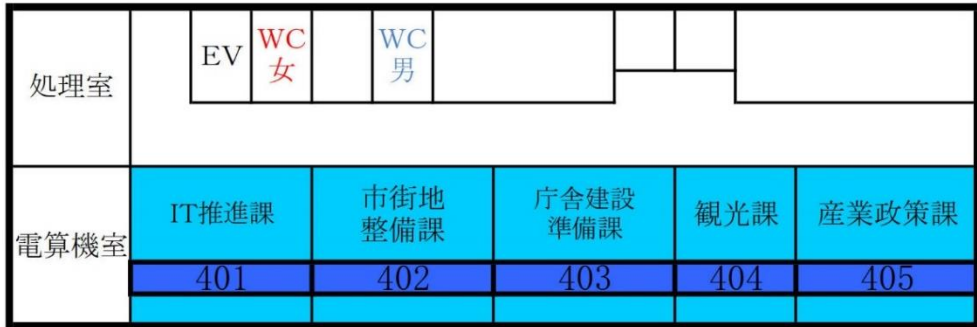 処理室
EV
WC
女
WC
男
電算機室
IT推進課
市街地
整備課
庁舎建設
準備課
観光課
産業政策課
401
402
403
404
405